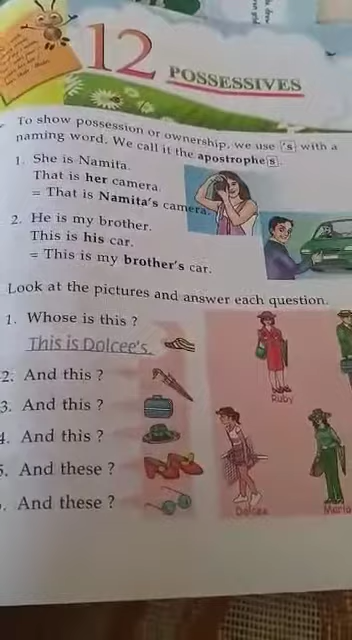 12 POSSESSIVES
To show possession or ownership, we use 's with a
naming word. We call it the apostrophe s.
1. She is Namita.
That is her camera.
= That is Namita's camera.
2. He is my brother.
This is his car.
= This is my brother's car.
Look at the pictures and answer each question.
1. Whose is this ?
This is Dolcee's.
2. And this ?
3. And this ?
4. And this ?
5. And these ?
. And these ?
Ruby
Dolcee
Maria